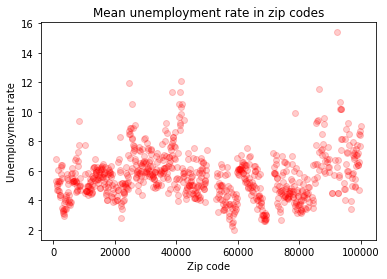 Mean unemployment rate in zip codes
Unemployment rate
16
14
12
10
8
6
4
2
0 20000 40000 60000 80000 100000
Zip code